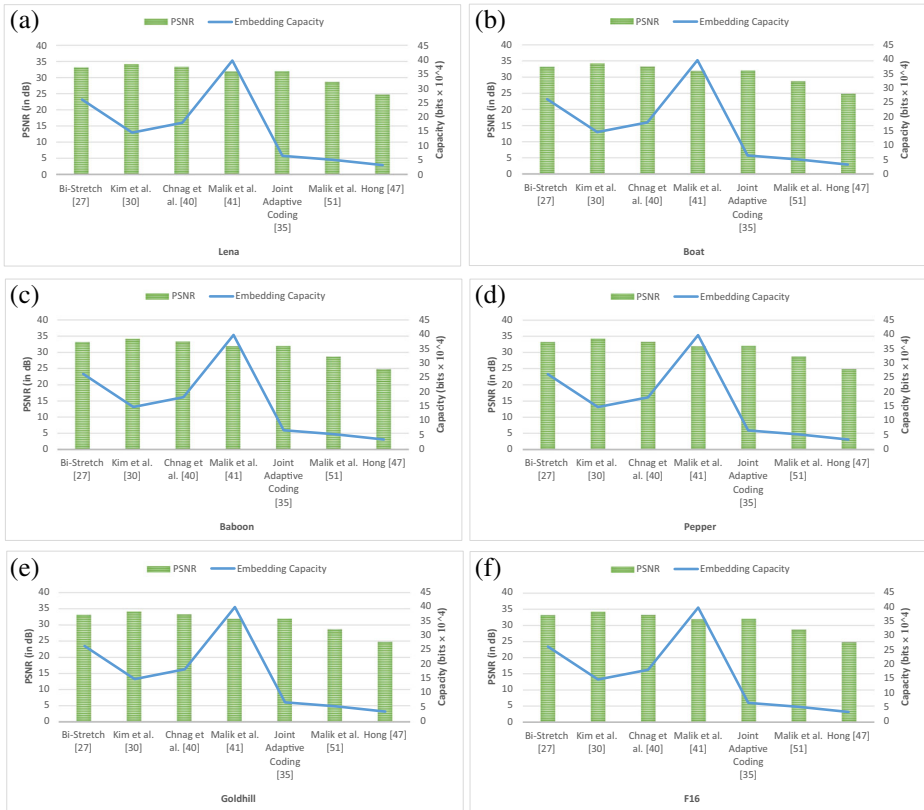 (a)
PSNR Embedding Capacity
40 35 30 25 20 15 10 5 0
PSNR (in dB)
45 40 35 30 25 20 15 10 5 0
Capacity (bits × 10^4)
Bi-Stretch Kim et al. Chnag et Malik et al. Joint Malik et al. Hong [47]
[27] [30] al. [40] [41] Adaptive [51]
Coding
[35]
Lena
(b)
PSNR Embedding Capacity
40 35 30 25 20 15 10 5 0
PSNR (in dB)
45 40 35 30 25 20 15 10 5 0
Capacity (bits × 10^4)
Bi-Stretch Kim et al. Chnag et Malik et al. Joint Malik et al. Hong [47]
[27] [30] al. [40] [41] Adaptive [51]
Coding
[35]
Boat
(c)
PSNR Embedding Capacity
40 35 30 25 20 15 10 5 0
PSNR (in dB)
45 40 35 30 25 20 15 10 5 0
Capacity (bits × 10^4)
Bi-Stretch Kim et al. Chnag et Malik et al. Joint Malik et al. Hong [47]
[27] [30] al. [40] [41] Adaptive [51]
Coding
[35]
Baboon
(d)
PSNR Embedding Capacity
40 35 30 25 20 15 10 5 0
PSNR (in dB)
45 40 35 30 25 20 15 10 5 0
Capacity (bits × 10^4)
Bi-Stretch Kim et al. Chnag et Malik et al. Joint Malik et al. Hong [47]
[27] [30] al. [40] [41] Adaptive [51]
Coding
[35]
Pepper
(e)
PSNR Embedding Capacity
40 35 30 25 20 15 10 5 0
PSNR (in dB)
45 40 35 30 25 20 15 10 5 0
Capacity (bits × 10^4)
Bi-Stretch Kim et al. Chnag et Malik et al. Joint Malik et al. Hong [47]
[27] [30] al. [40] [41] Adaptive [51]
Coding
[35]
Goldhill
(f)
PSNR Embedding Capacity
40 35 30 25 20 15 10 5 0
PSNR (in dB)
45 40 35 30 25 20 15 10 5 0
Capacity (bits × 10^4)
Bi-Stretch Kim et al. Chnag et Malik et al. Joint Malik et al. Hong [47]
[27] [30] al. [40] [41] Adaptive [51]
Coding
[35]
F16